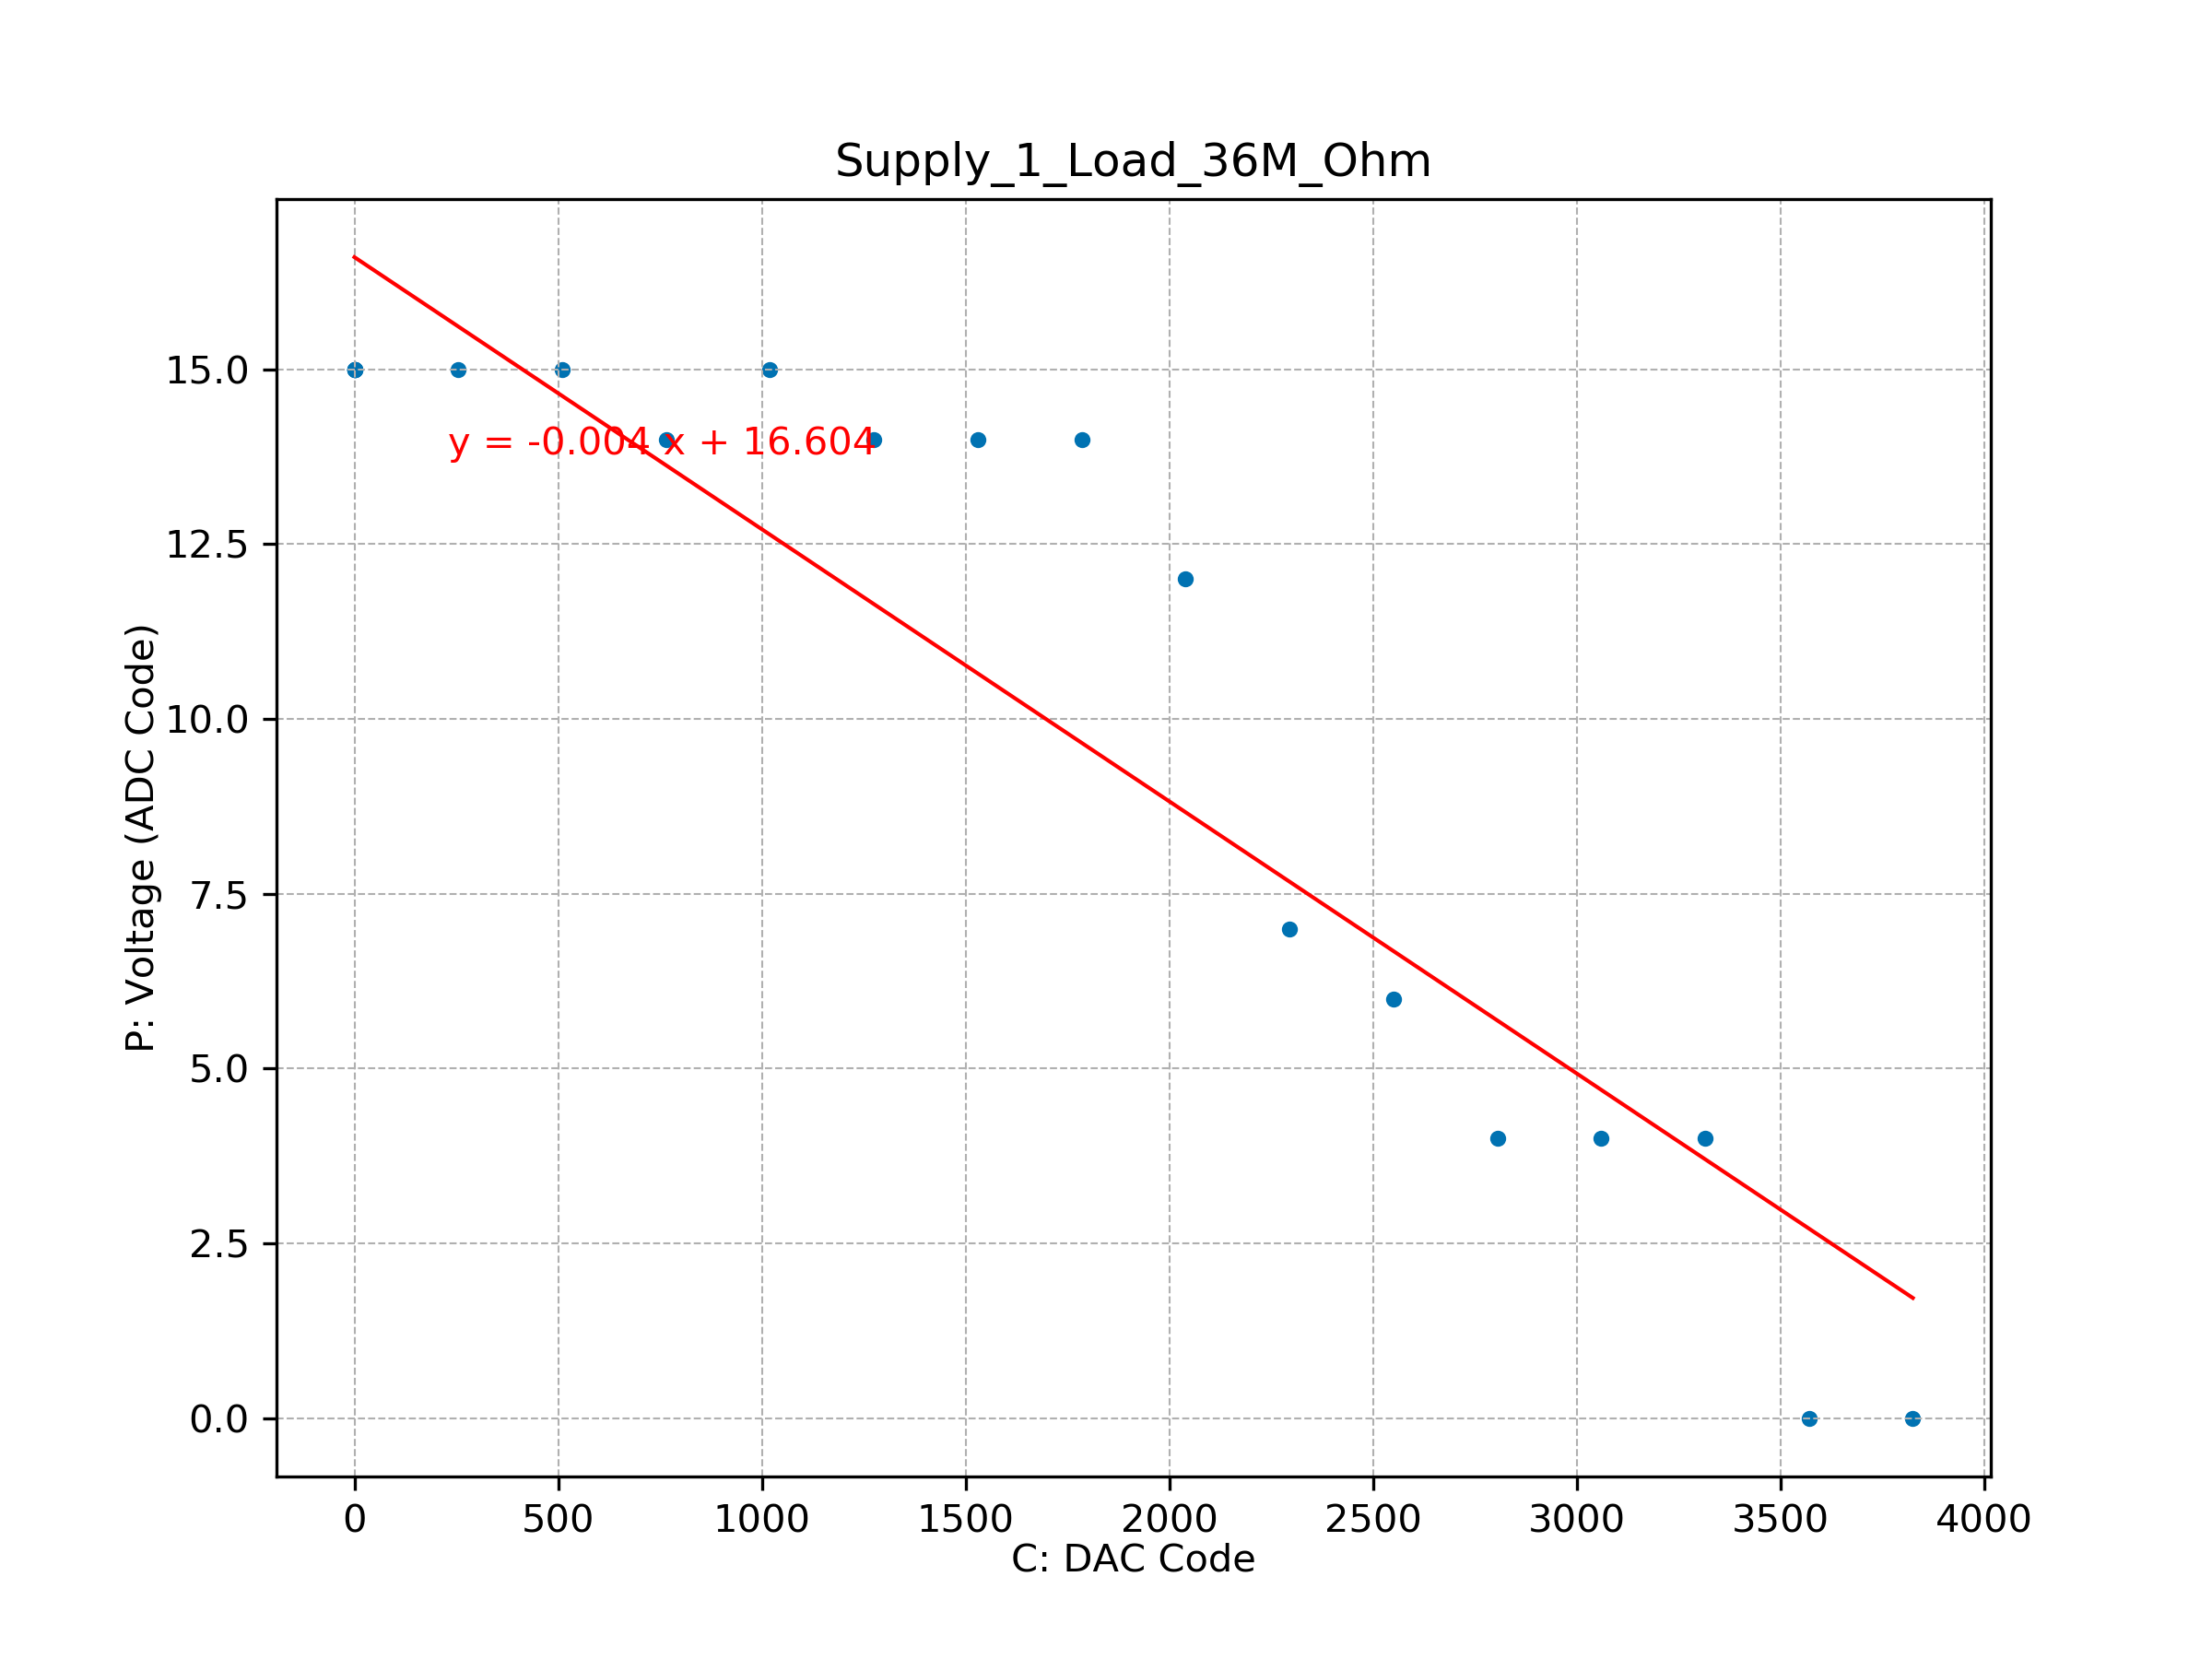 Supply_1_Load_36M_Ohm
P: Voltage (ADC Code)
15.0
12.5
10.0
7.5
5.0
2.5
0.0
y = -0.004 x + 16.604
0 500 1000 1500 2000 2500 3000 3500 4000
C: DAC Code